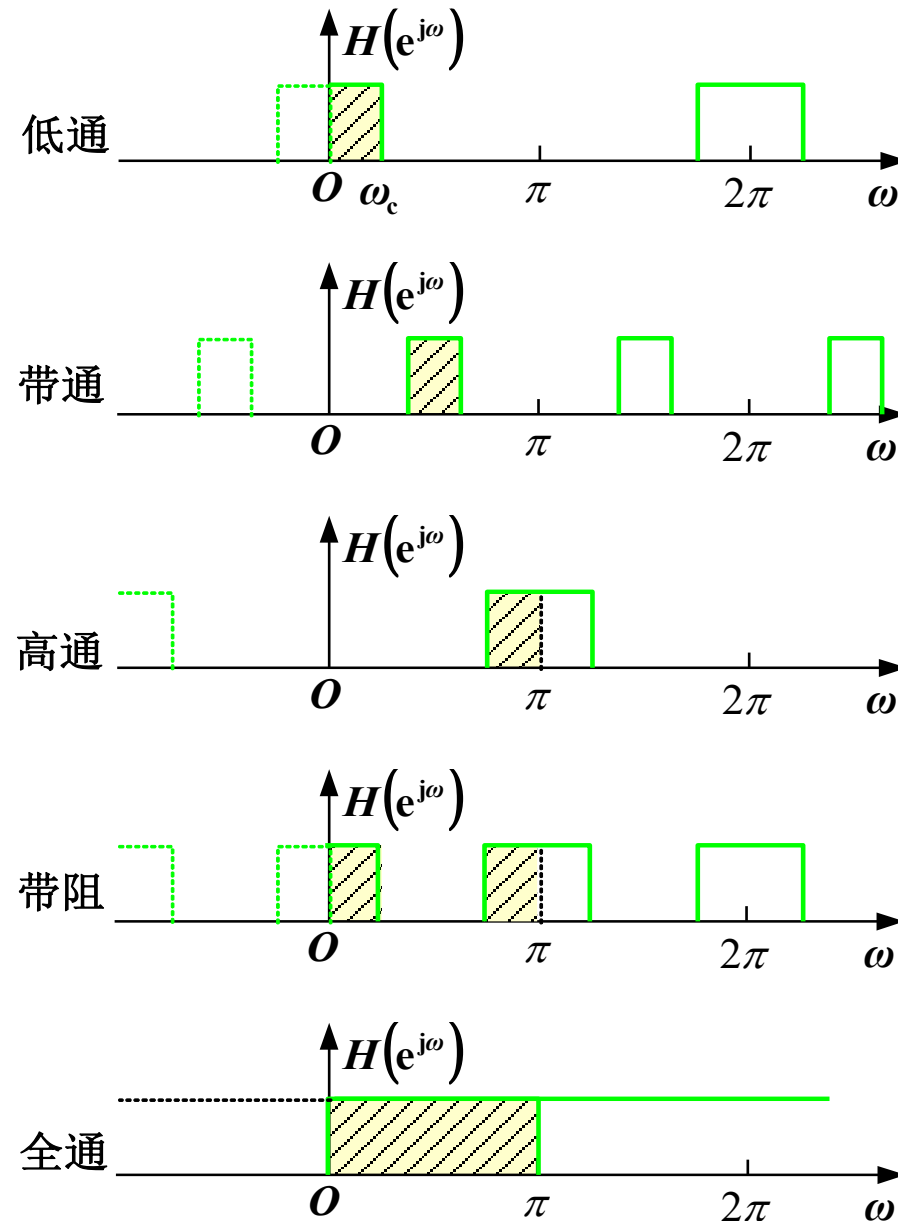 H(e^{jω})
低通
O ω_c π 2π ω
H(e^{jω})
带通
O π 2π ω
H(e^{jω})
高通
O π 2π ω
H(e^{jω})
带阻
O π 2π ω
H(e^{jω})
全通
O π 2π ω